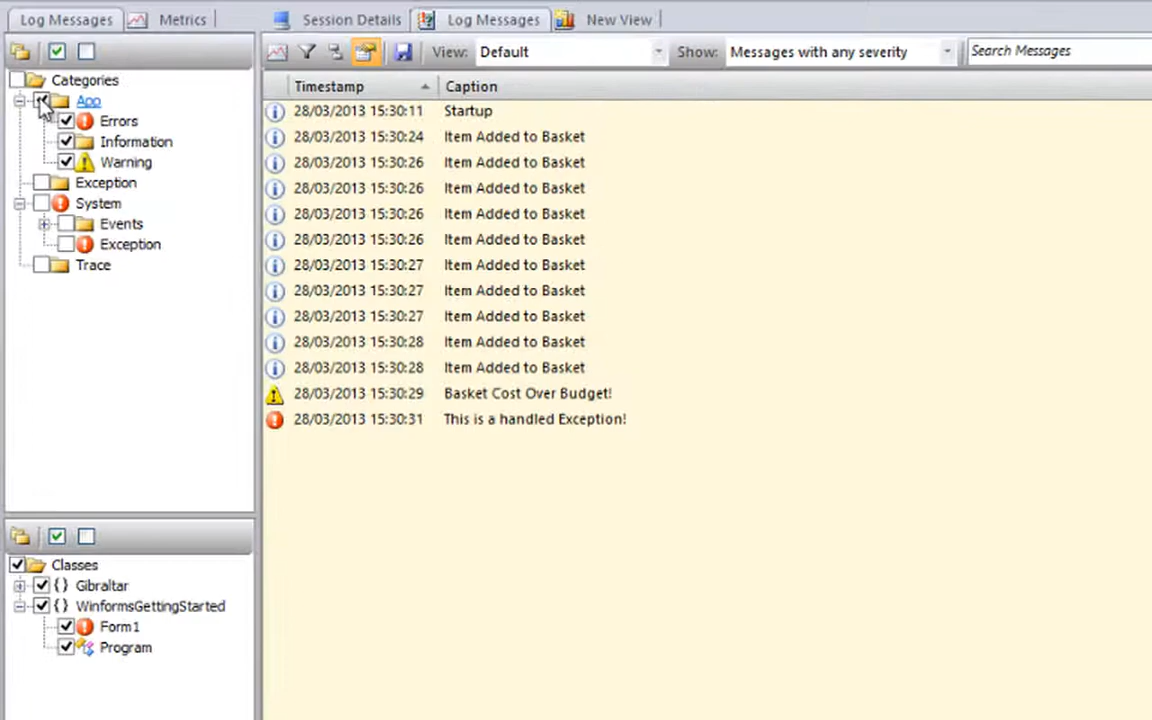 Log Messages
Metrics
Session Details
Log Messages
New View
View:
Default
Show:
Messages with any severity
Search Messages
Categories
App
Errors
Information
Warning
Exception
System
Events
Exception
Trace
Timestamp Caption
28/03/2013 15:30:11 Startup
28/03/2013 15:30:24 Item Added to Basket
28/03/2013 15:30:26 Item Added to Basket
28/03/2013 15:30:26 Item Added to Basket
28/03/2013 15:30:26 Item Added to Basket
28/03/2013 15:30:26 Item Added to Basket
28/03/2013 15:30:27 Item Added to Basket
28/03/2013 15:30:27 Item Added to Basket
28/03/2013 15:30:27 Item Added to Basket
28/03/2013 15:30:28 Item Added to Basket
28/03/2013 15:30:28 Item Added to Basket
28/03/2013 15:30:29 Basket Cost Over Budget!
28/03/2013 15:30:31 This is a handled Exception!
Classes
{} Gibraltar
{} WinformsGettingStarted
Form1
Program